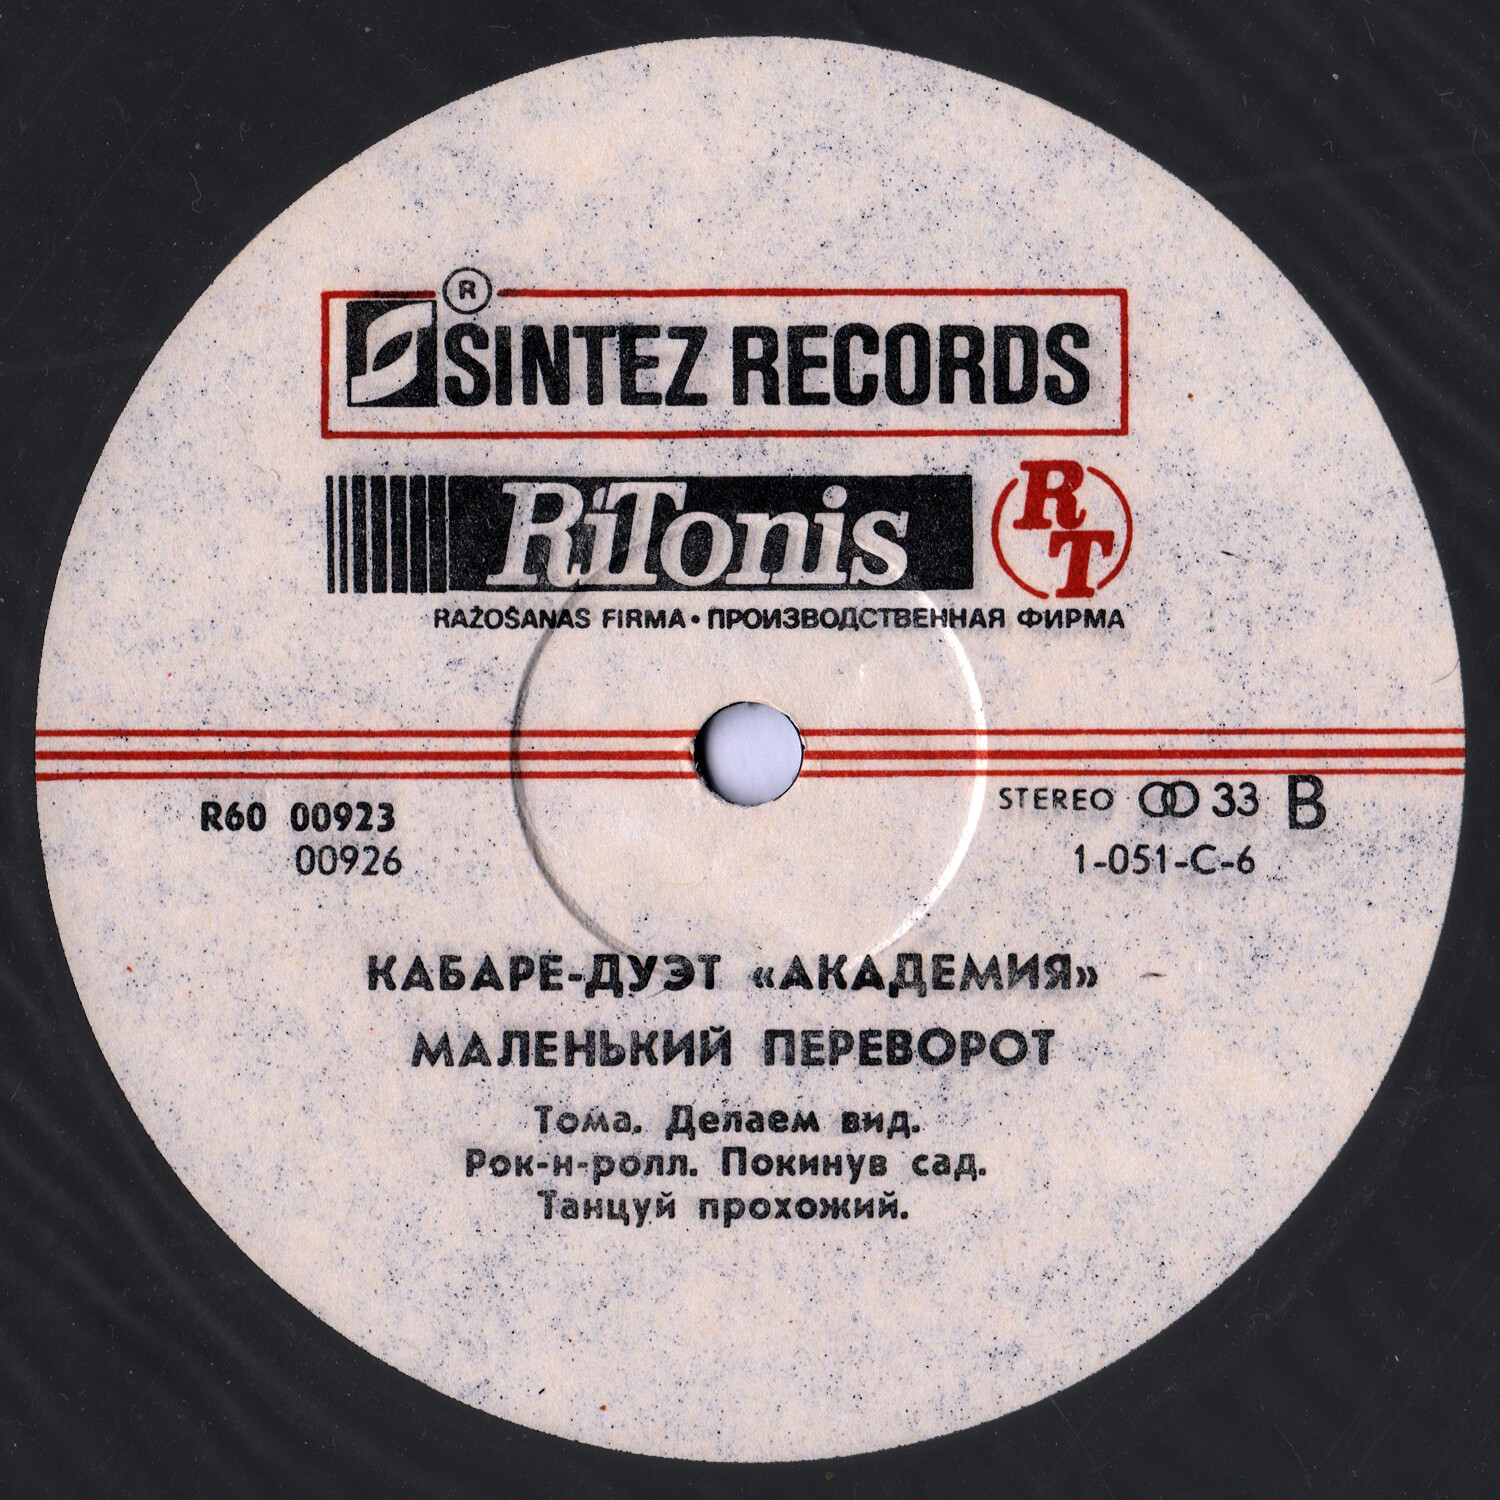 ®
SINTEZ RECORDS
RiTonis RT
RAŽOŠANAS FIRMA • ПРОИЗВОДСТВЕННАЯ ФИРМА
R60 00923
00926
STEREO 33 B
1-051-C-6
КАБАРЕ-ДУЭТ «АКАДЕМИЯ»
МАЛЕНЬКИЙ ПЕРЕВОРОТ
Тома. Делаем вид.
Рок-н-ролл. Покинув сад.
Танцуй прохожий.